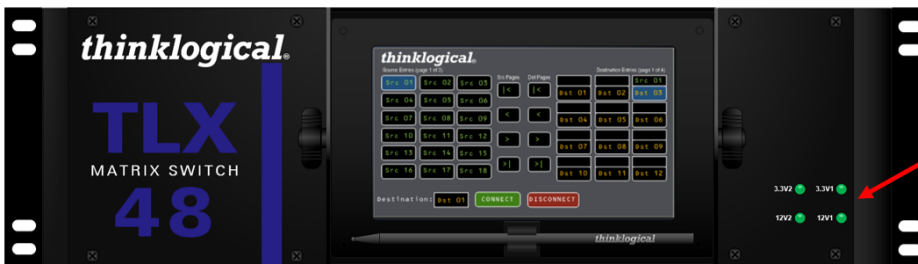 thinklogical®
TLX
MATRIX SWITCH
48
thinklogical®
Source Entries (page 1 of 3)
Src Pages
Dst Pages
Destination Entries (page 1 of 4)
Src 01 Src 02 Src 03
Src 04 Src 05 Src 06
Src 07 Src 08 Src 09
Src 10 Src 11 Src 12
Src 13 Src 14 Src 15
Src 16 Src 17 Src 18
|< |<
< <
> >
>| >|
Src 01
Dst 01 Dst 02 Dst 03
Dst 04 Dst 05 Dst 06
Dst 07 Dst 08 Dst 09
Dst 10 Dst 11 Dst 12
Destination: Dst 01 CONNECT DISCONNECT
thinklogical
3.3V2 3.3V1
12V2 12V1